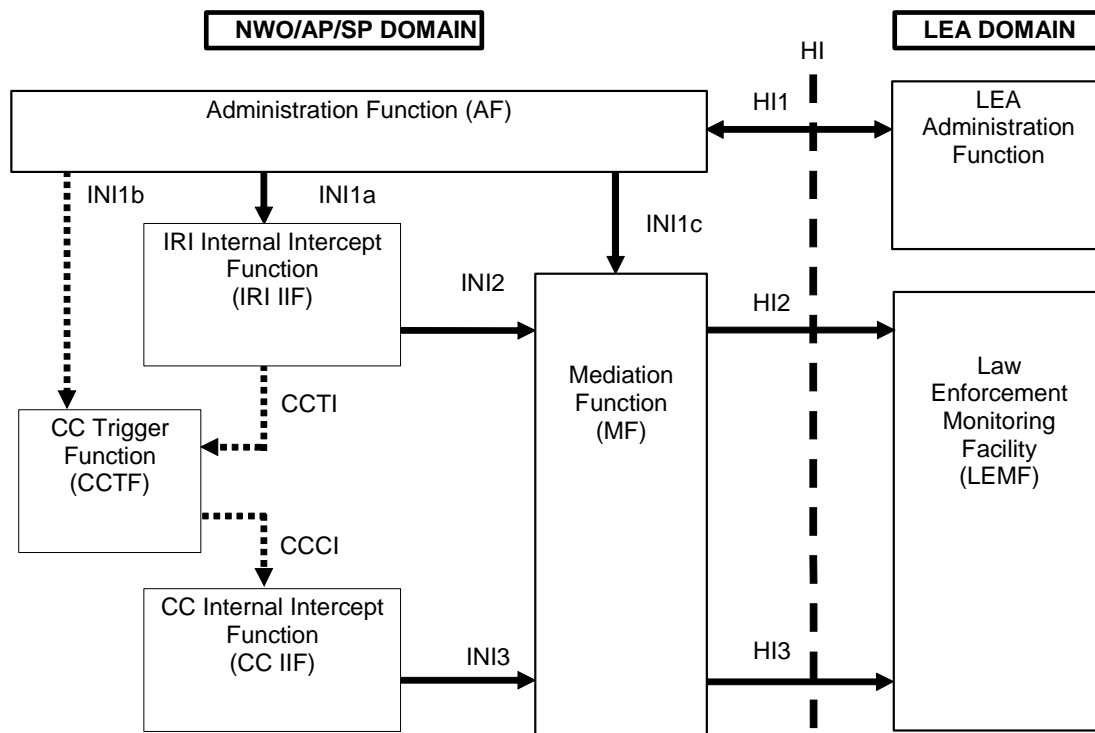 NWO/AP/SP DOMAIN
LEA DOMAIN
HI
Administration Function (AF)
HI1
LEA
Administration
Function
INI1b
INI1a
INI1c
IRI Internal Intercept
Function
(IRI IIF)
INI2
HI2
CCTI
Mediation
Function
(MF)
Law
Enforcement
Monitoring
Facility
(LEMF)
CC Trigger
Function
(CCTF)
CCCI
CC Internal Intercept
Function
(CC IIF)
INI3
HI3